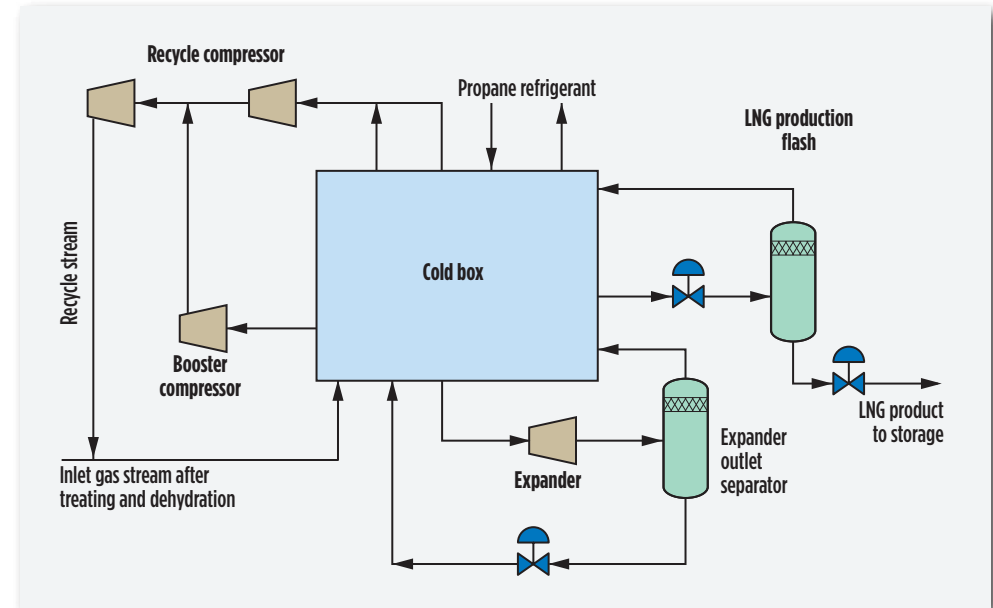 Recycle compressor
Propane refrigerant
LNG production
flash
Recycle stream
Cold box
Booster
compressor
LNG product
to storage
Expander
outlet
separator
Expander
Inlet gas stream after
treating and dehydration